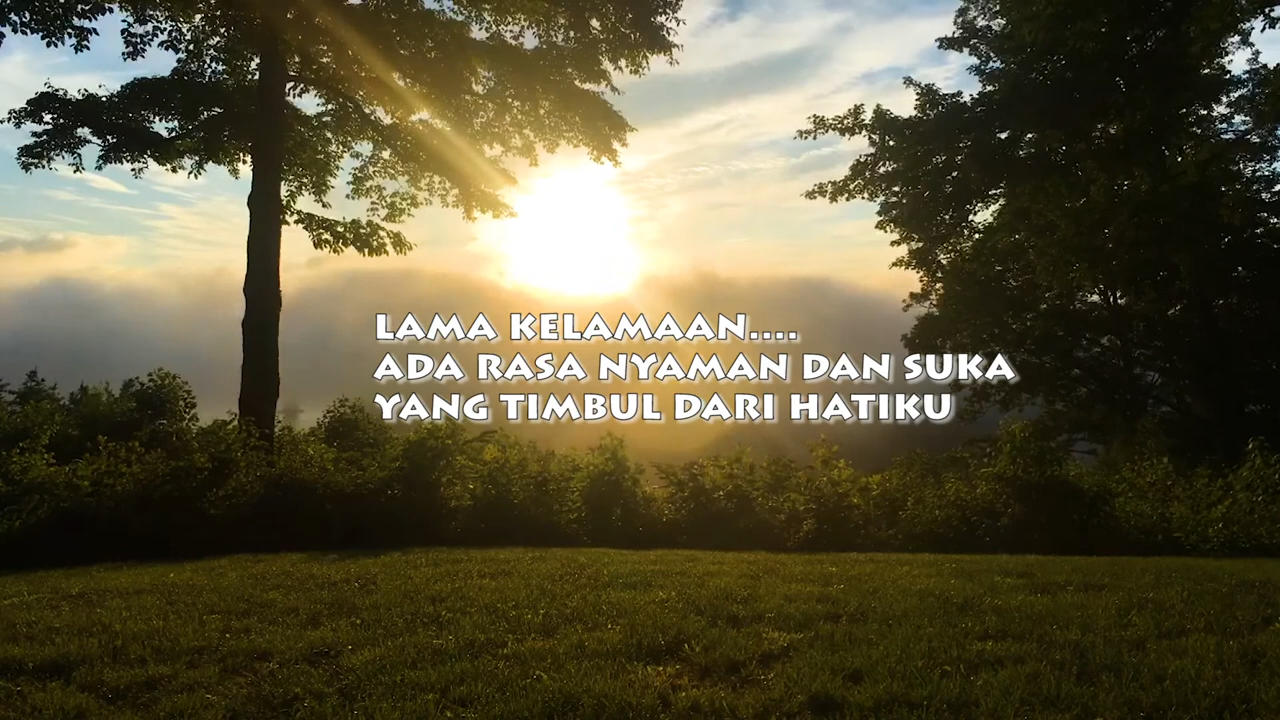 LAMA KELAMAAN....
ADA RASA NYAMAN DAN SUKA
YANG TIMBUL DARI HATIKU